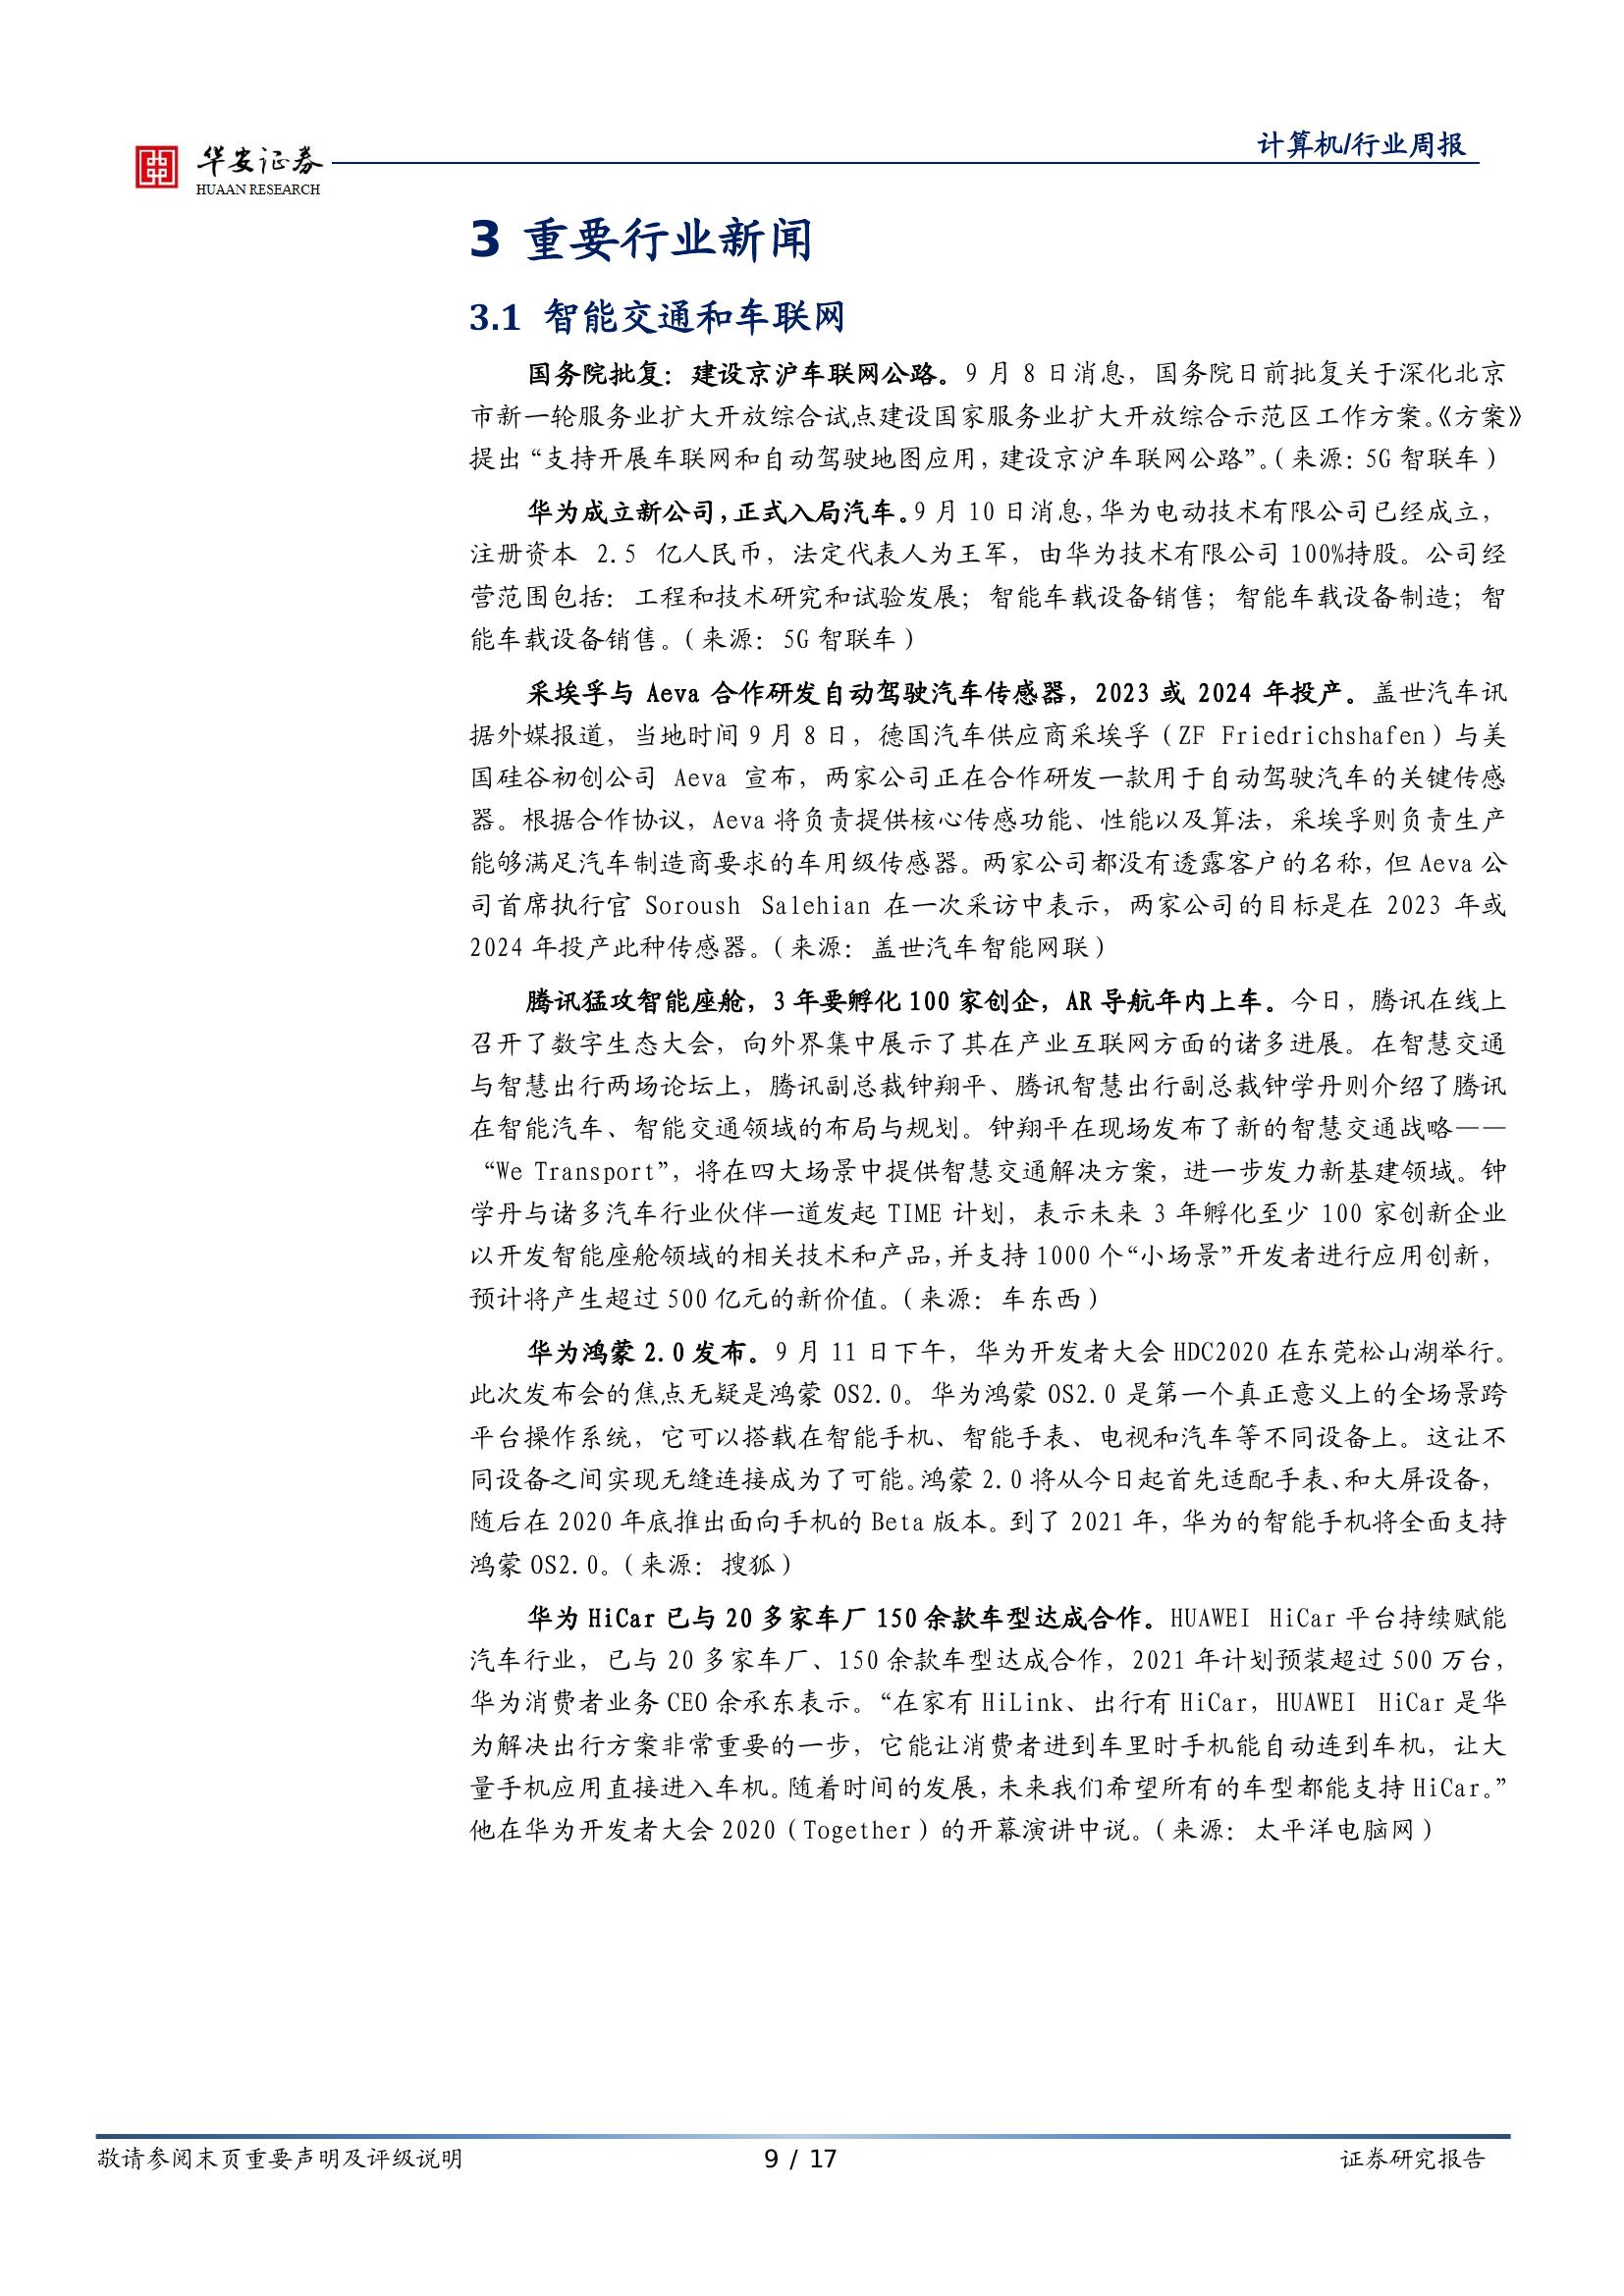 华安证券
HUAAN RESEARCH
计算机/行业周报
3 重要行业新闻
3.1 智能交通和车联网
国务院批复：建设京沪车联网公路。9 月 8 日消息，国务院日前批复关于深化北京
市新一轮服务业扩大开放综合试点建设国家服务业扩大开放综合示范区工作方案。《方案》
提出“支持开展车联网和自动驾驶地图应用，建设京沪车联网公路”。（来源：5G 智联车）
华为成立新公司，正式入局汽车。9 月 10 日消息，华为电动技术有限公司已经成立，
注册资本 2.5 亿人民币，法定代表人为王军，由华为技术有限公司 100%持股。公司经
营范围包括：工程和技术研究和试验发展；智能车载设备销售；智能车载设备制造；智
能车载设备销售。（来源：5G 智联车）
采埃孚与 Aeva 合作研发自动驾驶汽车传感器，2023 或 2024 年投产。盖世汽车讯
据外媒报道，当地时间 9 月 8 日，德国汽车供应商采埃孚（ZF Friedrichshafen）与美
国硅谷初创公司 Aeva 宣布，两家公司正在合作研发一款用于自动驾驶汽车的关键传感
器。根据合作协议，Aeva 将负责提供核心传感功能、性能以及算法，采埃孚则负责生产
能够满足汽车制造商要求的车用级传感器。两家公司都没有透露客户的名称，但 Aeva 公
司首席执行官 Soroush Salehian 在一次采访中表示，两家公司的目标是在 2023 年或
2024 年投产此种传感器。（来源：盖世汽车智能网联）
腾讯猛攻智能座舱，3 年要孵化 100 家创企，AR 导航年内上车。今日，腾讯在线上
召开了数字生态大会，向外界集中展示了其在产业互联网方面的诸多进展。在智慧交通
与智慧出行两场论坛上，腾讯副总裁钟翔平、腾讯智慧出行副总裁钟学丹则介绍了腾讯
在智能汽车、智能交通领域的布局与规划。钟翔平在现场发布了新的智慧交通战略——
“We Transport”，将在四大场景中提供智慧交通解决方案，进一步发力新基建领域。钟
学丹与诸多汽车行业伙伴一道发起 TIME 计划，表示未来 3 年孵化至少 100 家创新企业
以开发智能座舱领域的相关技术和产品，并支持 1000 个“小场景”开发者进行应用创新，
预计将产生超过 500 亿元的新价值。（来源：车东西）
华为鸿蒙 2.0 发布。9 月 11 日下午，华为开发者大会 HDC2020 在东莞松山湖举行。
此次发布会的焦点无疑是鸿蒙 OS2.0。华为鸿蒙 OS2.0 是第一个真正意义上的全场景跨
平台操作系统，它可以搭载在智能手机、智能手表、电视和汽车等不同设备上。这让不
同设备之间实现无缝连接成为了可能。鸿蒙 2.0 将从今日起首先适配手表、和大屏设备，
随后在 2020 年底推出面向手机的 Beta 版本。到了 2021 年，华为的智能手机将全面支持
鸿蒙 OS2.0。（来源：搜狐）
华为 HiCar 已与 20 多家车厂 150 余款车型达成合作。HUAWEI HiCar 平台持续赋能
汽车行业，已与 20 多家车厂、150 余款车型达成合作，2021 年计划预装超过 500 万台，
华为消费者业务 CEO 余承东表示。“在家有 HiLink、出行有 HiCar，HUAWEI HiCar 是华
为解决出行方案非常重要的一步，它能让消费者进到车里时手机能自动连到车机，让大
量手机应用直接进入车机。随着时间的发展，未来我们希望所有的车型都能支持 HiCar。”
他在华为开发者大会 2020（Together）的开幕演讲中说。（来源：太平洋电脑网）
敬请参阅末页重要声明及评级说明
9 / 17
证券研究报告